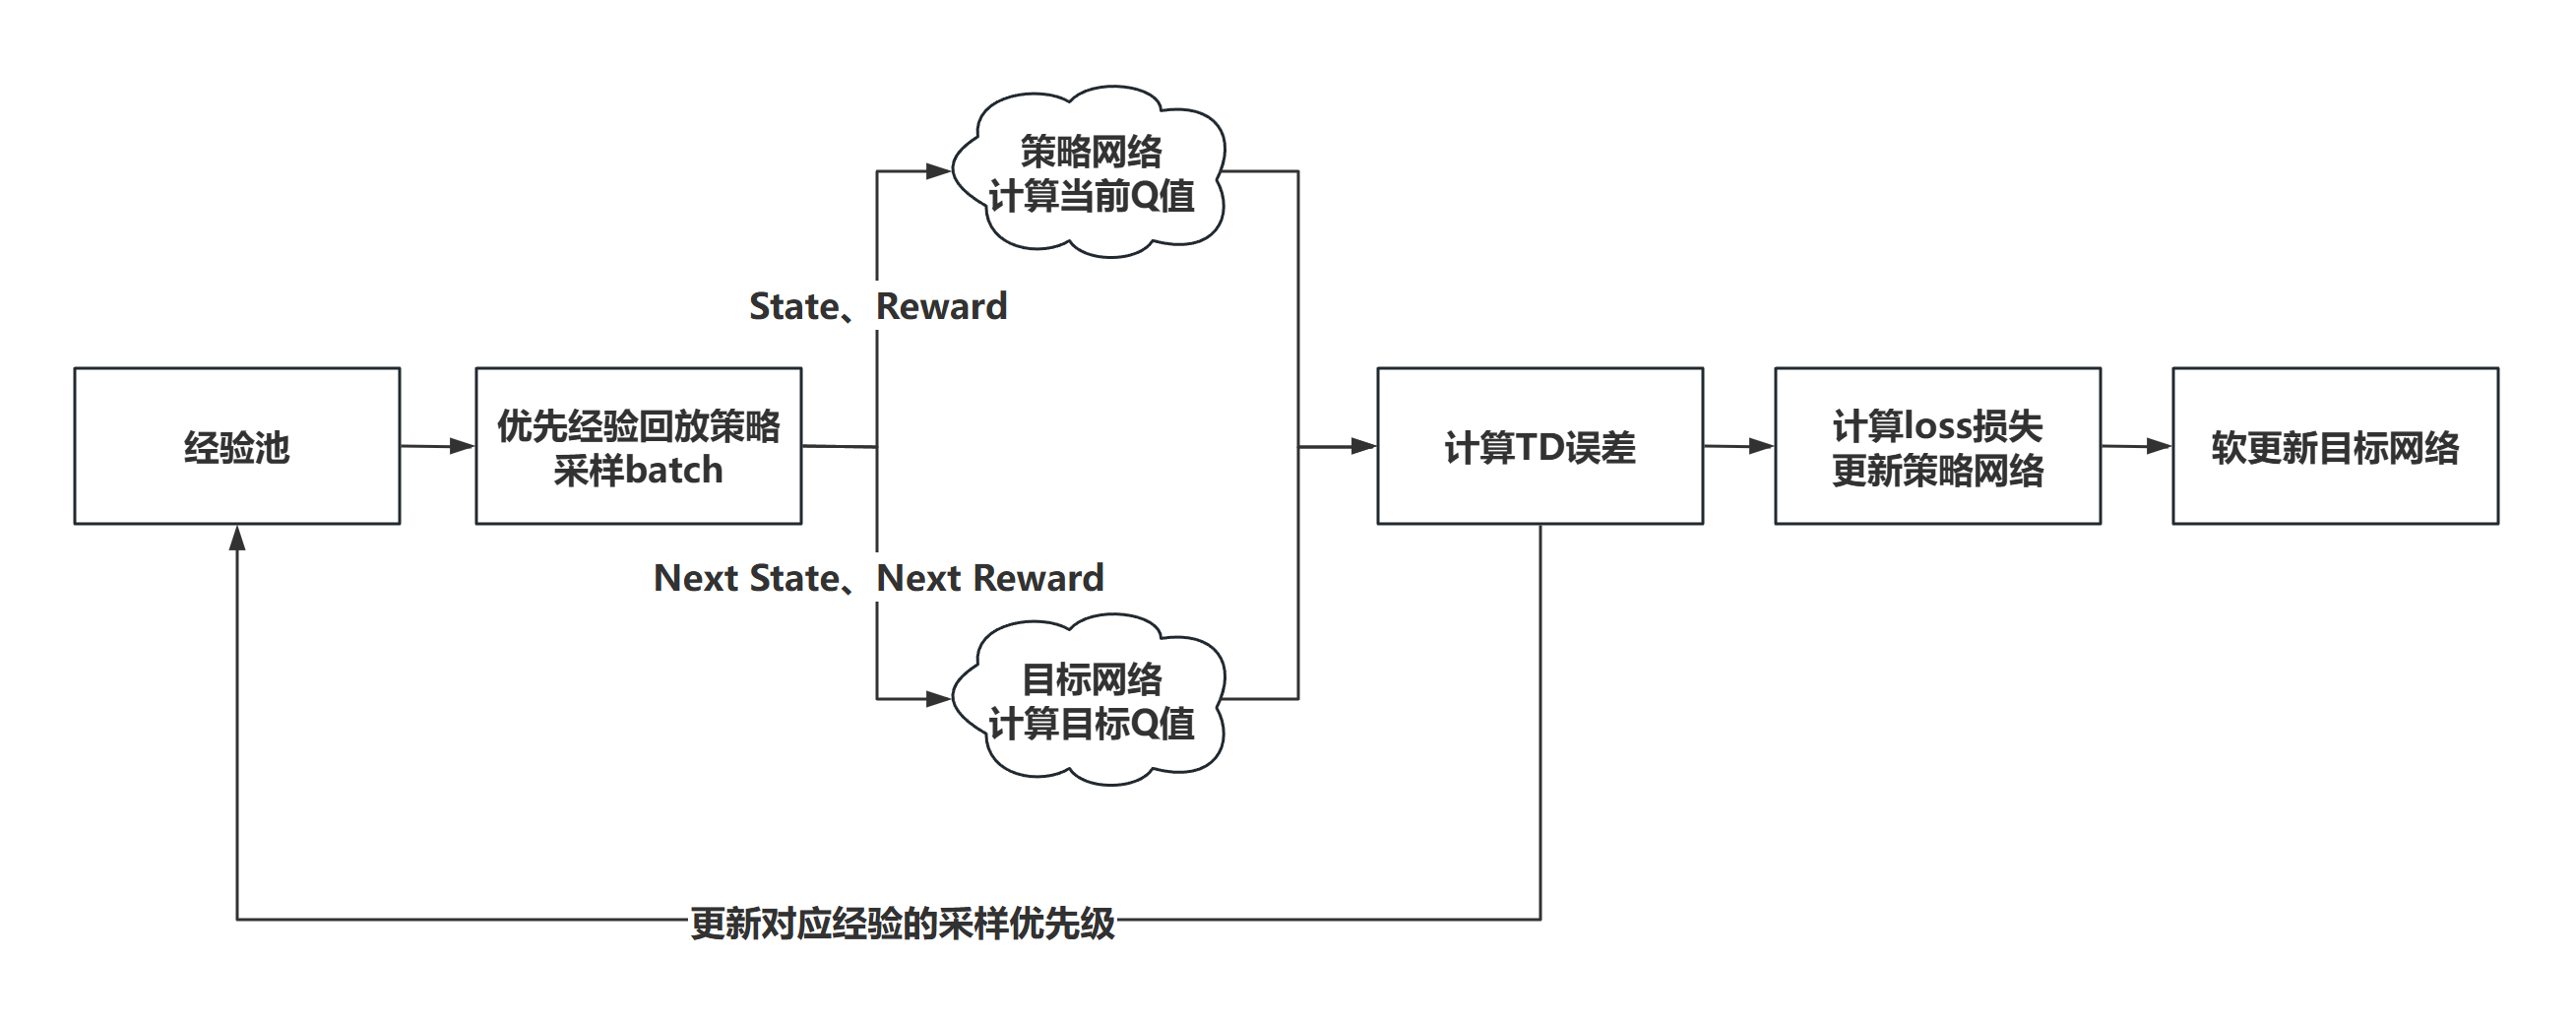 策略网络
计算当前Q值
State、Reward
经验池
优先经验回放策略
采样batch
计算TD误差
计算loss损失
更新策略网络
软更新目标网络
Next State、Next Reward
目标网络
计算目标Q值
更新对应经验的采样优先级